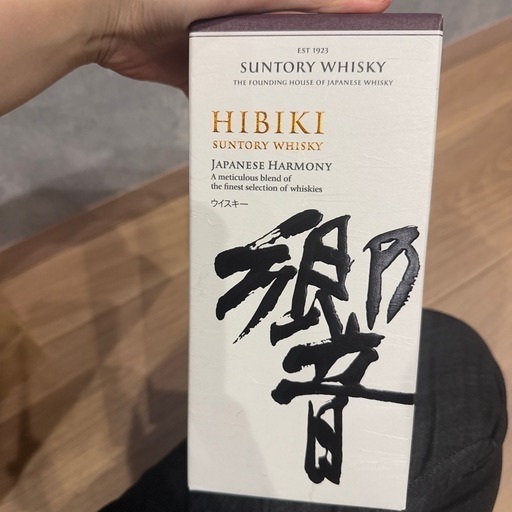 EST 1923
SUNTORY WHISKY
THE FOUNDING HOUSE OF JAPANESE WHISKY
HIBIKI
SUNTORY WHISKY
JAPANESE HARMONY
A meticulous blend of
the finest selection of whiskies
ウイスキー
響